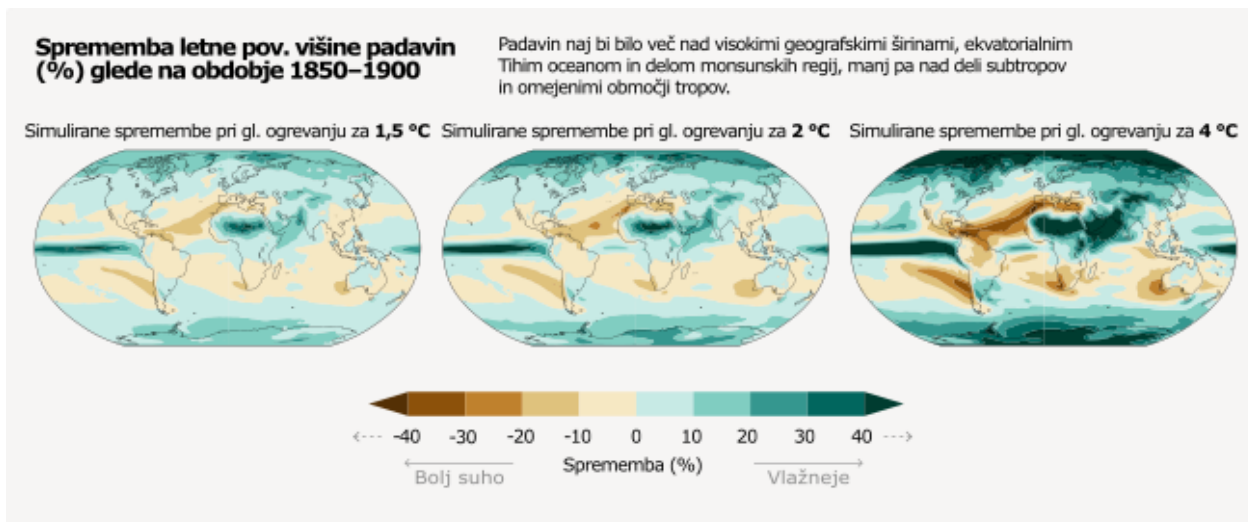 Sprememba letne pov. višine padavin
(%) glede na obdobje 1850–1900
Padavin naj bi bilo več nad visokimi geografskimi širinami, ekvatorialnim
Tihim oceanom in delom monsunskih regij, manj pa nad deli subtropov
in omejenimi območji tropov.
Simulirane spremembe pri gl. ogrevanju za 1,5 °C
Simulirane spremembe pri gl. ogrevanju za 2 °C
Simulirane spremembe pri gl. ogrevanju za 4 °C
-40 -30 -20 -10 0 10 20 30 40
Sprememba (%)
Bolj suho
Vlažneje